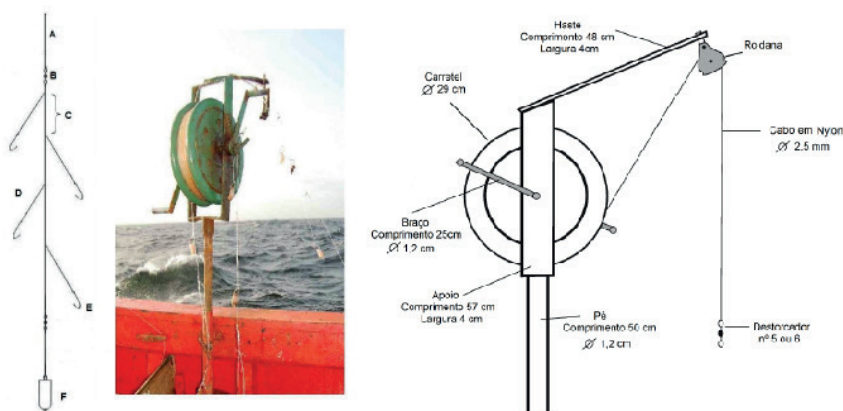 A
B
C
D
E
F
Haste
Comprimento 48 cm
Largura 4cm
Rodana
Carretel
Ø 29 cm
Cabo em Nylon
Ø 2.5 mm
Braço
Comprimento 25cm
Ø 1,2 cm
Apoio
Comprimento 57 cm
Largura 4 cm
Pé
Comprimento 50 cm
Ø 1,2 cm
Destorcedor
nº 5 ou 6